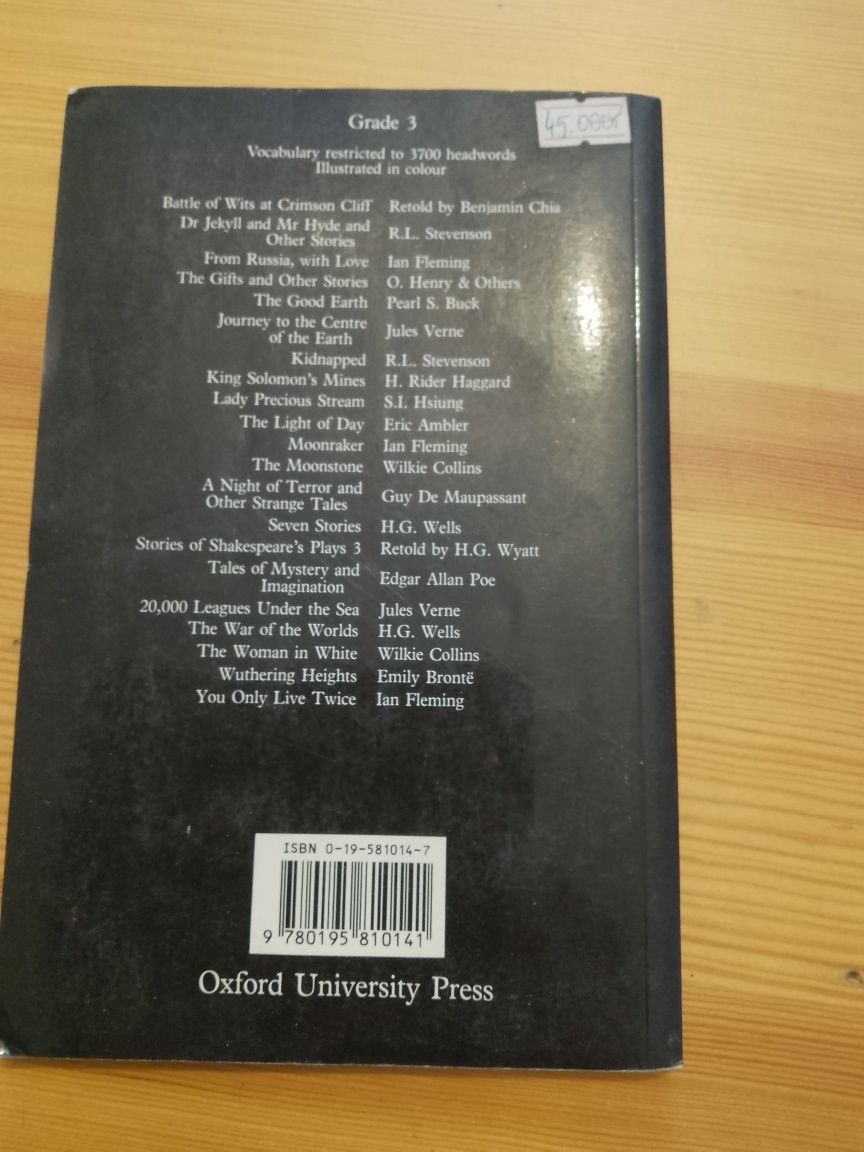 Grade 3
45.000r
Vocabulary restricted to 3700 headwords
Illustrated in colour
Battle of Wits at Crimson Cliff Retold by Benjamin Chia
Dr Jekyll and Mr Hyde and
Other Stories R.L. Stevenson
From Russia, with Love Ian Fleming
The Gifts and Other Stories O. Henry & Others
The Good Earth Pearl S. Buck
Journey to the Centre
of the Earth Jules Verne
Kidnapped R.L. Stevenson
King Solomon's Mines H. Rider Haggard
Lady Precious Stream S.I. Hsiung
The Light of Day Eric Ambler
Moonraker Ian Fleming
The Moonstone Wilkie Collins
A Night of Terror and
Other Strange Tales Guy De Maupassant
Seven Stories H.G. Wells
Stories of Shakespeare's Plays 3 Retold by H.G. Wyatt
Tales of Mystery and
Imagination Edgar Allan Poe
20,000 Leagues Under the Sea Jules Verne
The War of the Worlds H.G. Wells
The Woman in White Wilkie Collins
Wuthering Heights Emily Brontë
You Only Live Twice Ian Fleming
ISBN 0-19-581014-7
9 780195 810141
Oxford University Press